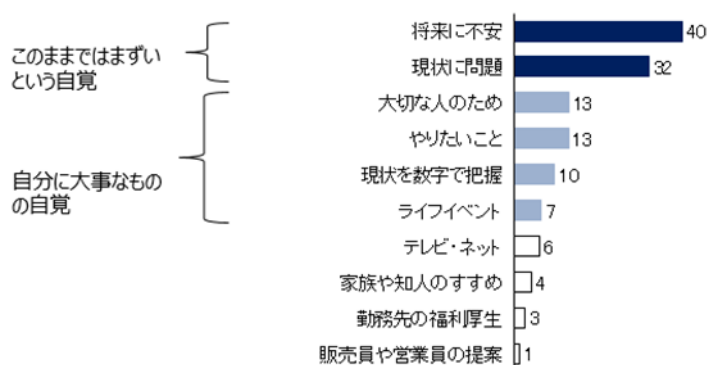 このままではまずい
という自覚
自分に大事なもの
の自覚
将来に不安 40
現状に問題 32
大切な人のため 13
やりたいこと 13
現状を数字で把握 10
ライフイベント 7
テレビ・ネット 6
家族や知人のすすめ 4
勤務先の福利厚生 3
販売員や営業員の提案 1